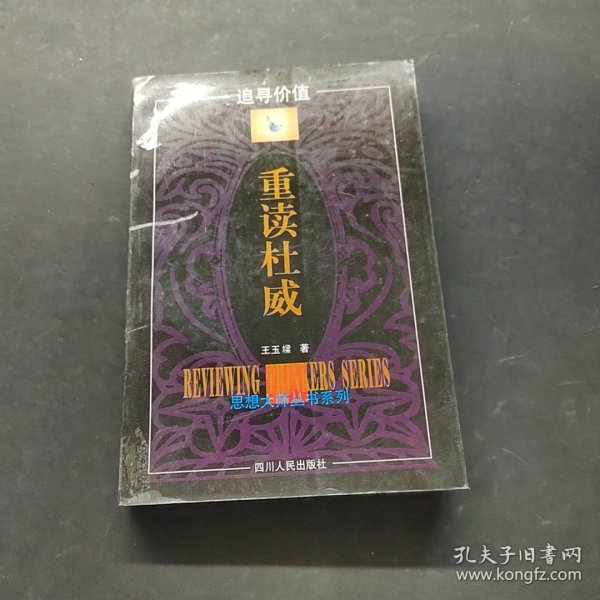 追寻价值
重读杜威
王玉樑 著
REVIEWING THINKERS SERIES
思想大师丛书系列
四川人民出版社
孔夫子旧书网
www.kongfz.com